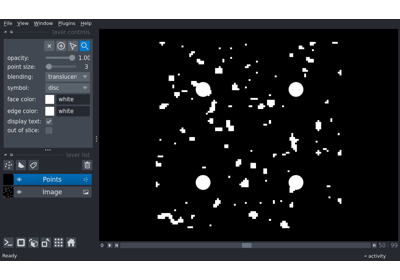 File View Window Plugins Help
layer controls
opacity: 1.00
point size: 3
blending: translucen
symbol: disc
face color: white
edge color: white
display text:
out of slice:
layer list
Points
Image
0 50 99
Ready activity